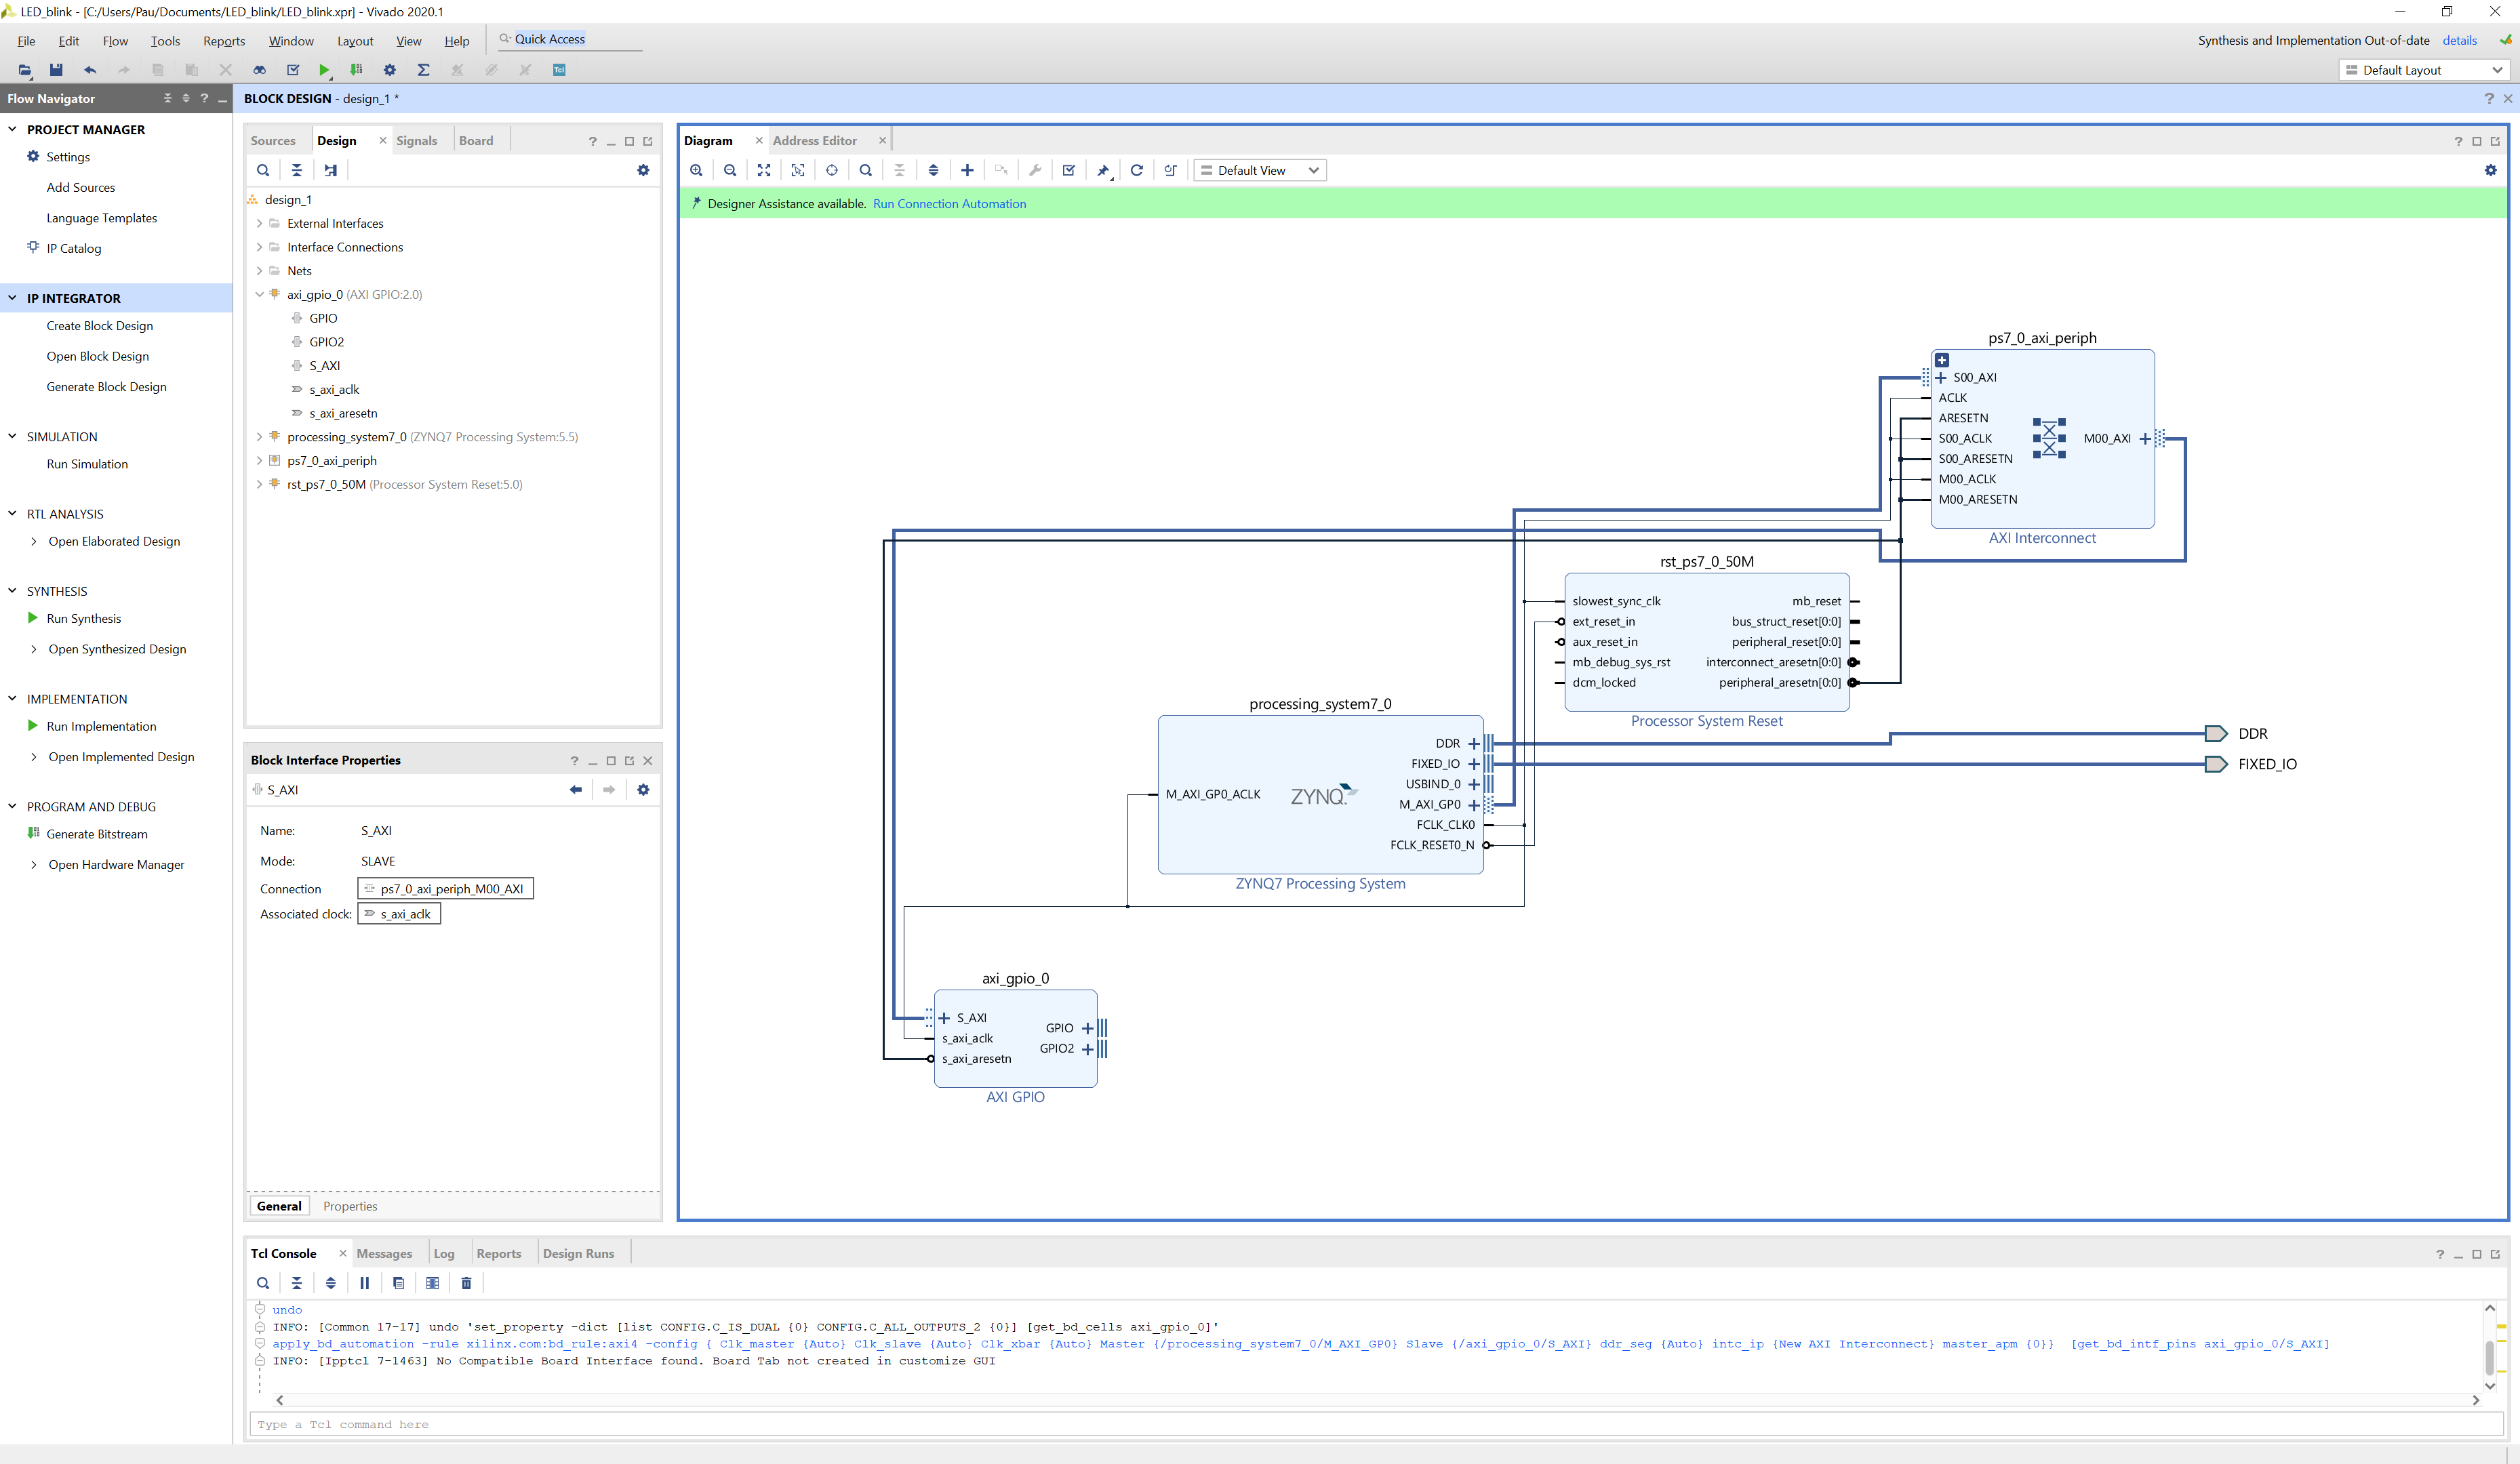 LED_blink - [C:/Users/Pau/Documents/LED_blink/LED_blink.xpr] - Vivado 2020.1
File Edit Flow Tools Reports Window Layout View Help Quick Access
Synthesis and Implementation Out-of-date details
Tcl
Default Layout
Flow Navigator
BLOCK DESIGN - design_1 *
PROJECT MANAGER
Settings
Add Sources
Language Templates
IP Catalog
IP INTEGRATOR
Create Block Design
Open Block Design
Generate Block Design
SIMULATION
Run Simulation
RTL ANALYSIS
Open Elaborated Design
SYNTHESIS
Run Synthesis
Open Synthesized Design
IMPLEMENTATION
Run Implementation
Open Implemented Design
PROGRAM AND DEBUG
Generate Bitstream
Open Hardware Manager
Sources Design Signals Board
design_1
External Interfaces
Interface Connections
Nets
axi_gpio_0 (AXI GPIO:2.0)
GPIO
GPIO2
S_AXI
s_axi_aclk
s_axi_aresetn
processing_system7_0 (ZYNQ7 Processing System:5.5)
ps7_0_axi_periph
rst_ps7_0_50M (Processor System Reset:5.0)
Block Interface Properties
S_AXI
Name: S_AXI
Mode: SLAVE
Connection ps7_0_axi_periph_M00_AXI
Associated clock: s_axi_aclk
General Properties
Diagram Address Editor
Default View
Designer Assistance available. Run Connection Automation
ps7_0_axi_periph
S00_AXI
ACLK
ARESETN
S00_ACLK
S00_ARESETN
M00_ACLK
M00_ARESETN
M00_AXI
AXI Interconnect
rst_ps7_0_50M
slowest_sync_clk
ext_reset_in
aux_reset_in
mb_debug_sys_rst
dcm_locked
mb_reset
bus_struct_reset[0:0]
peripheral_reset[0:0]
interconnect_aresetn[0:0]
peripheral_aresetn[0:0]
Processor System Reset
processing_system7_0
M_AXI_GP0_ACLK
ZYNQ
DDR
FIXED_IO
USBIND_0
M_AXI_GP0
FCLK_CLK0
FCLK_RESET0_N
ZYNQ7 Processing System
DDR
FIXED_IO
axi_gpio_0
S_AXI
s_axi_aclk
s_axi_aresetn
GPIO
GPIO2
AXI GPIO
Tcl Console Messages Log Reports Design Runs
undo
INFO: [Common 17-17] undo 'set_property -dict [list CONFIG.C_IS_DUAL {0} CONFIG.C_ALL_OUTPUTS_2 {0}] [get_bd_cells axi_gpio_0]'
apply_bd_automation -rule xilinx.com:bd_rule:axi4 -config { Clk_master {Auto} Clk_slave {Auto} Clk_xbar {Auto} Master {/processing_system7_0/M_AXI_GP0} Slave {/axi_gpio_0/S_AXI} ddr_seg {Auto} intc_ip {New AXI Interconnect} master_apm {0}}  [get_bd_intf_pins axi_gpio_0/S_AXI]
INFO: [Ipptcl 7-1463] No Compatible Board Interface found. Board Tab not created in customize GUI
Type a Tcl command here